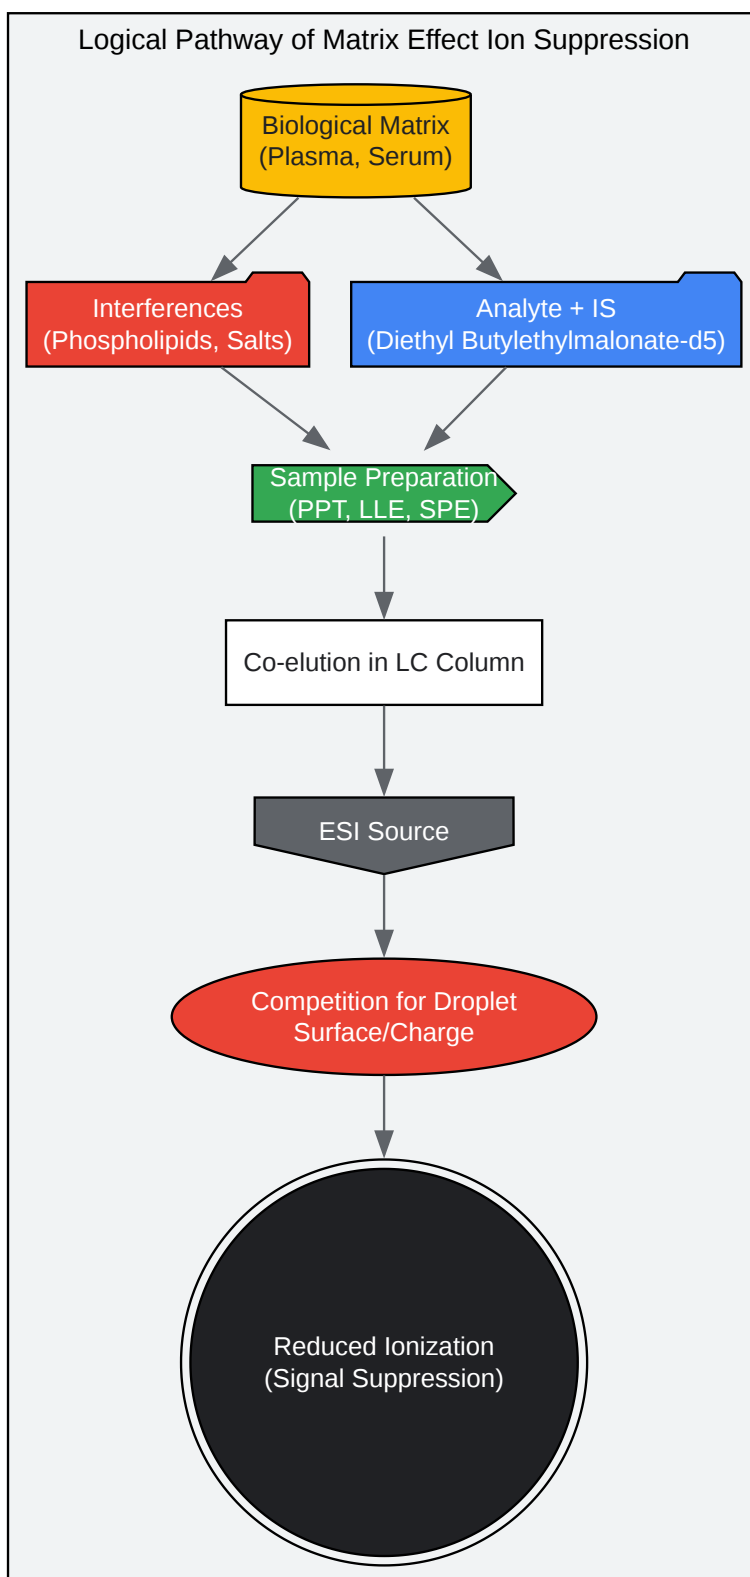 Logical Pathway of Matrix Effect Ion Suppression
Biological Matrix
(Plasma, Serum)
Interferences
(Phospholipids, Salts)
Analyte + IS
(Diethyl Butylethylmalonate-d5)
Sample Preparation
(PPT, LLE, SPE)
Co-elution in LC Column
ESI Source
Competition for Droplet
Surface/Charge
Reduced Ionization
(Signal Suppression)